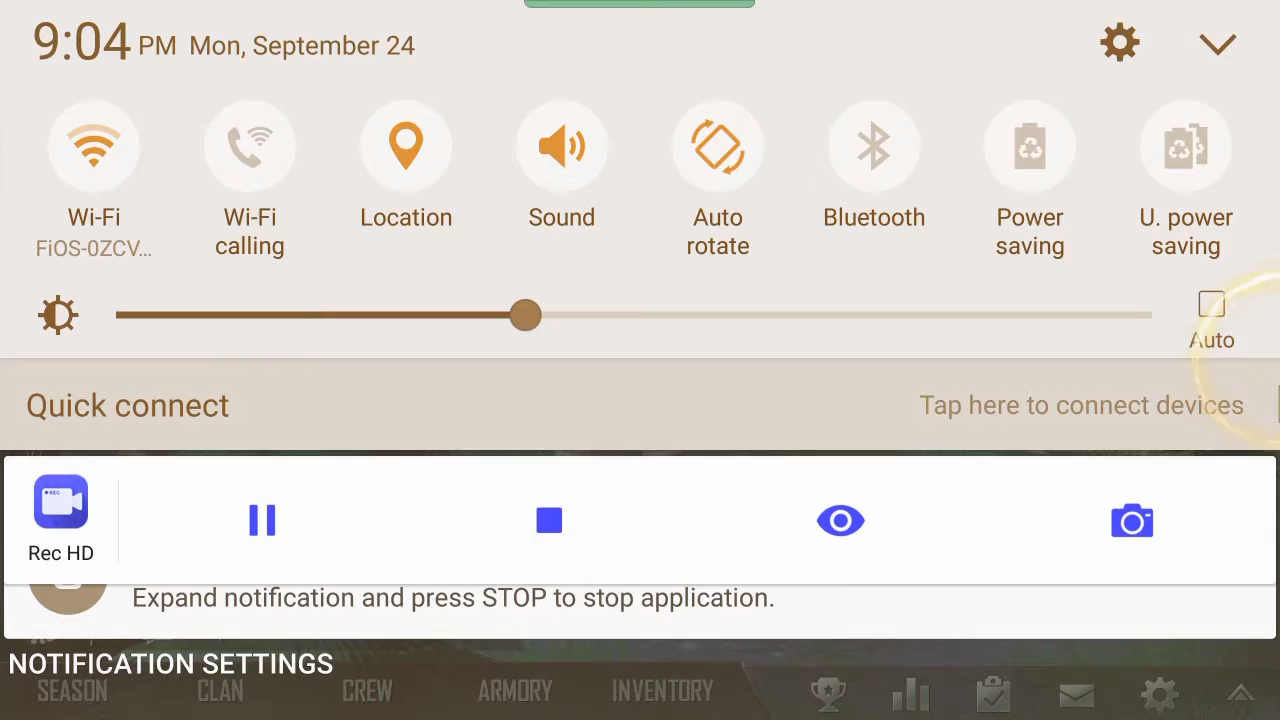 9:04 PM Mon, September 24
Wi-Fi
FiOS-0ZCV...
Wi-Fi
calling
Location
Sound
Auto
rotate
Bluetooth
Power
saving
U. power
saving
Auto
Quick connect
Tap here to connect devices
REC
Rec HD
Expand notification and press STOP to stop application.
NOTIFICATION SETTINGS
SEASON CLAN CREW ARMORY INVENTORY